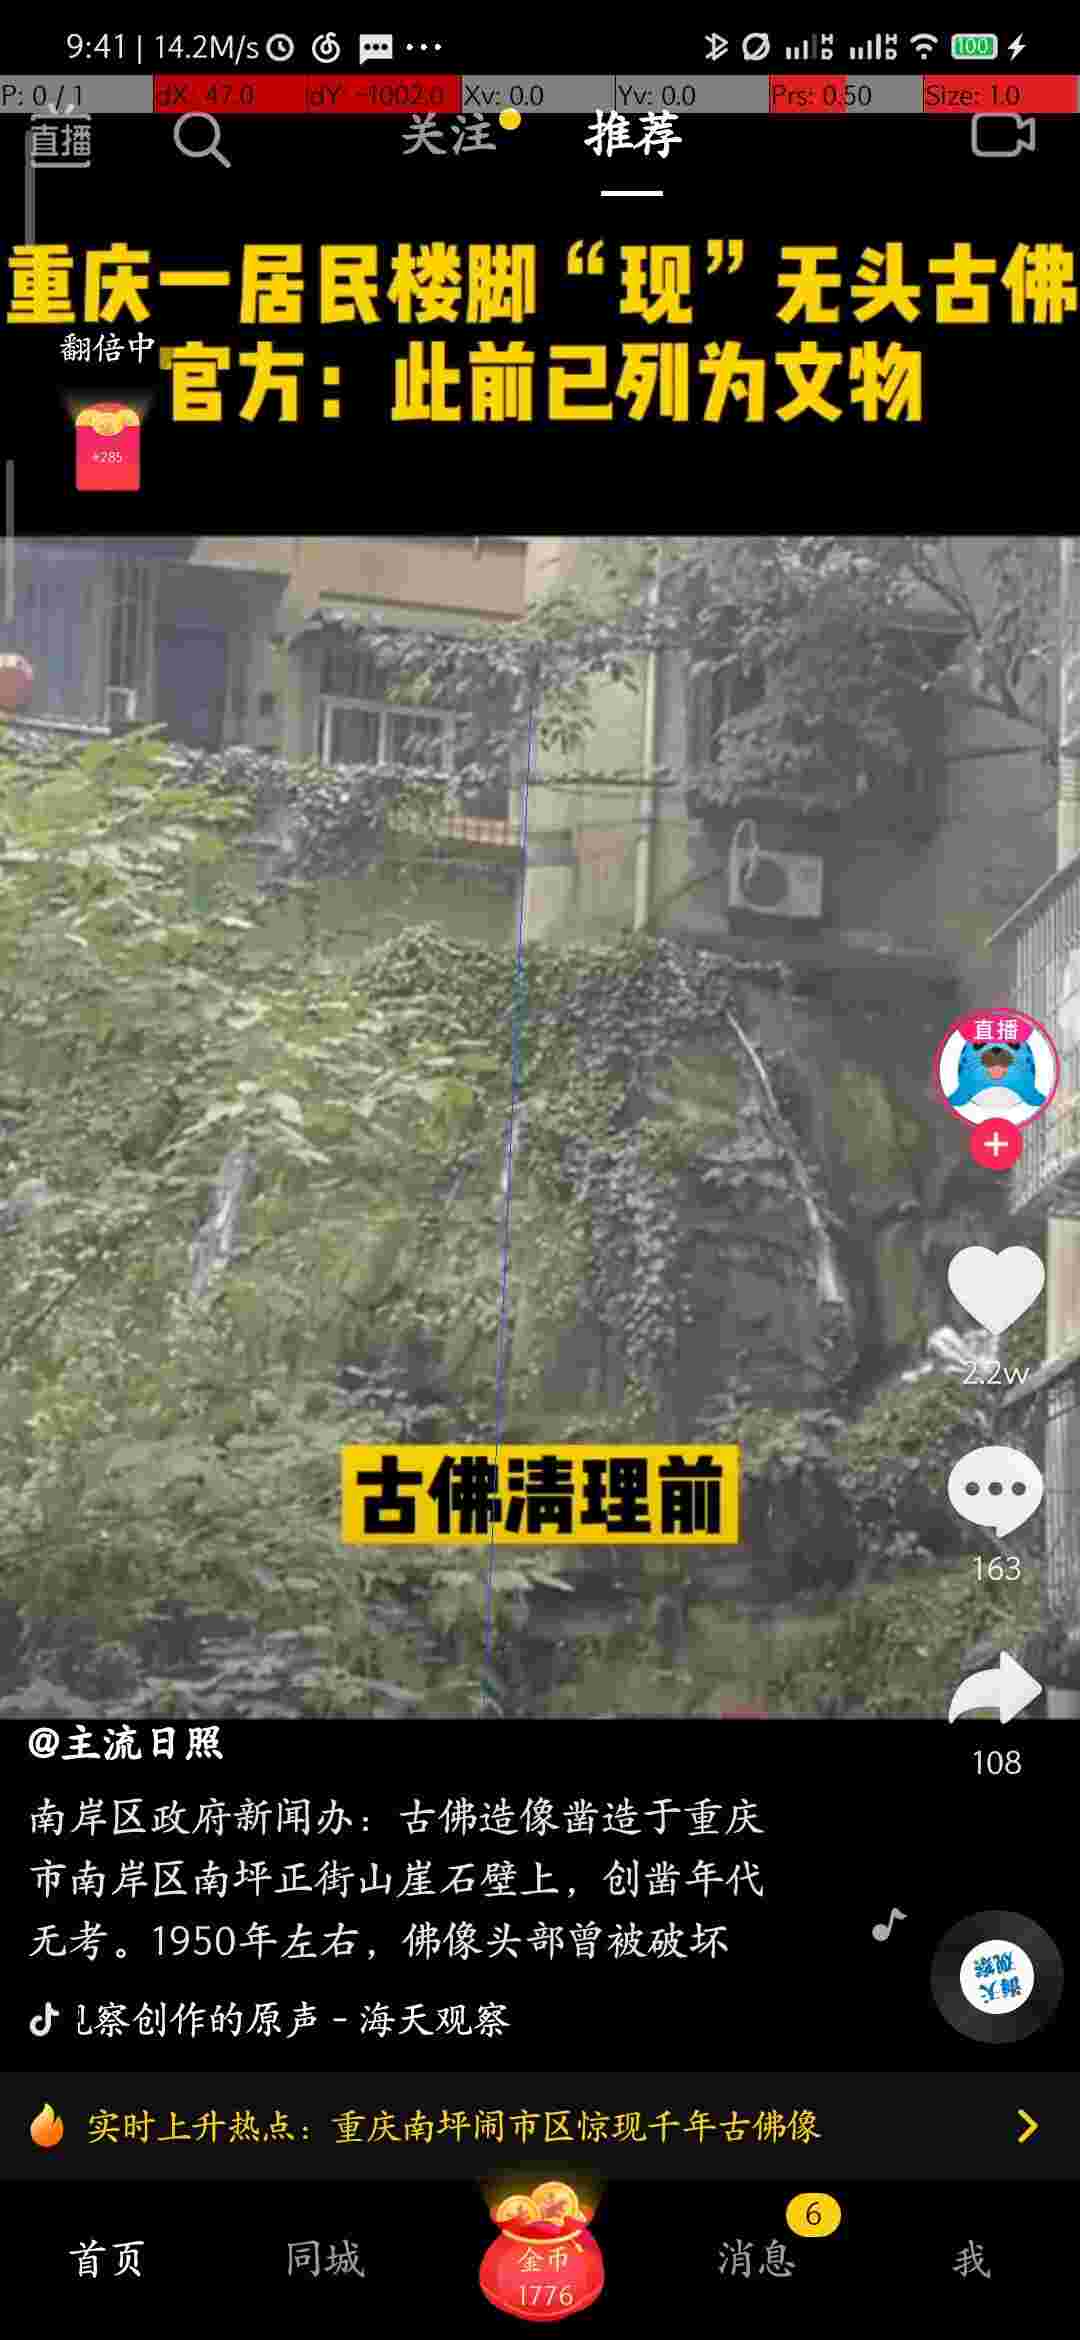 9:41 | 14.2M/s
100
P: 0 / 1
dX: 47.0
dY: -1002.0
Xv: 0.0
Yv: 0.0
Prs: 0.50
Size: 1.0
直播
关注
推荐
重庆一居民楼脚“现”无头古佛
官方：此前已列为文物
翻倍中
+285
直播
2.2w
古佛清理前
163
108
@主流日照
南岸区政府新闻办：古佛造像凿造于重庆
市南岸区南坪正街山崖石壁上，创凿年代
无考。1950年左右，佛像头部曾被破坏
察创作的原声 - 海天观察
海天
观察
实时上升热点：重庆南坪闹市区惊现千年古佛像
首页
同城
金币
1776
消息
6
我